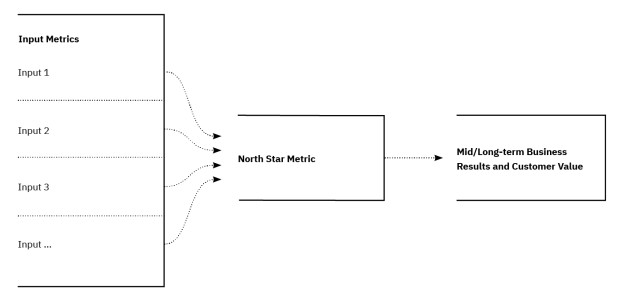 Input Metrics
Input 1
Input 2
Input 3
Input ...
North Star Metric
Mid/Long-term Business
Results and Customer Value